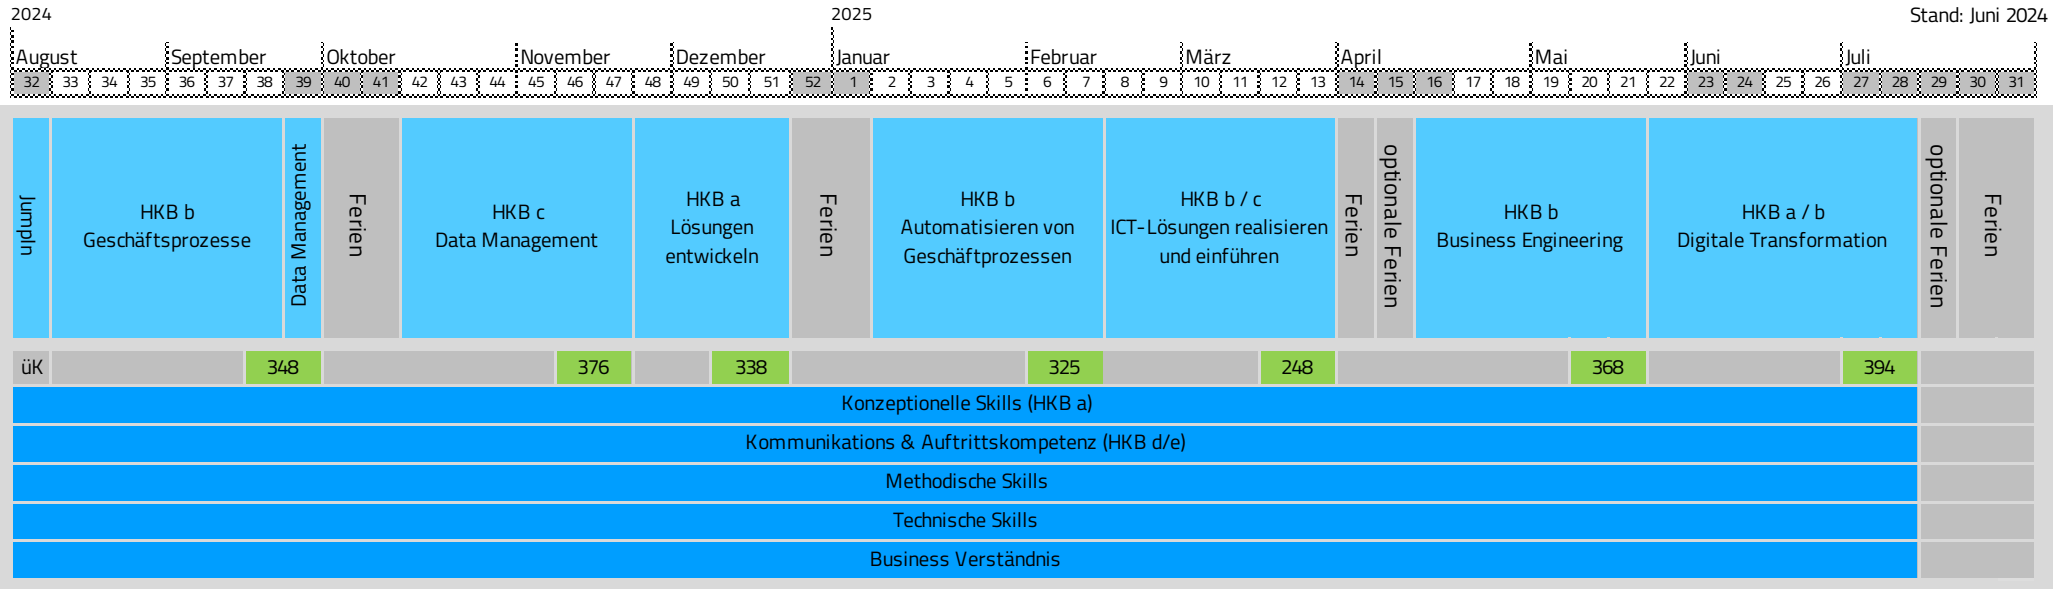 2024
2025
Stand: Juni 2024
August
September
Oktober
November
Dezember
Januar
Februar
März
April
Mai
Juni
Juli
32 33 34 35 36 37 38 39 40 41 42 43 44 45 46 47 48 49 50 51 52 1 2 3 4 5 6 7 8 9 10 11 12 13 14 15 16 17 18 19 20 21 22 23 24 25 26 27 28 29 30 31
JumpIn
HKB b
Geschäftsprozesse
Data Management
Ferien
HKB c
Data Management
HKB a
Lösungen
entwickeln
Ferien
HKB b
Automatisieren von
Geschäftprozessen
HKB b / c
ICT-Lösungen realisieren
und einführen
Ferien
optionale Ferien
HKB b
Business Engineering
HKB a / b
Digitale Transformation
optionale Ferien
Ferien
üK
348
376
338
325
248
368
394
Konzeptionelle Skills (HKB a)
Kommunikations & Auftrittskompetenz (HKB d/e)
Methodische Skills
Technische Skills
Business Verständnis